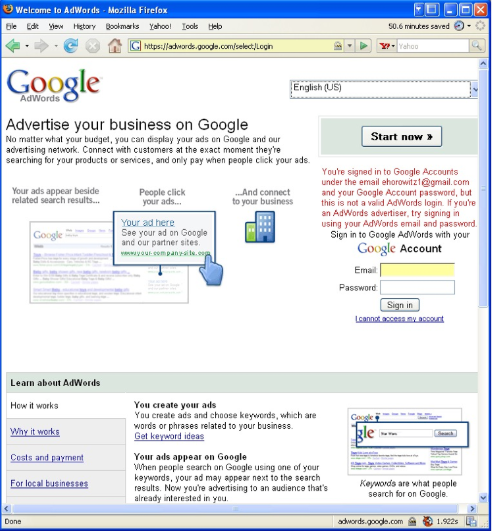 Welcome to AdWords - Mozilla Firefox
File Edit View History Bookmarks Yahoo! Tools Help
50.6 minutes saved
https://adwords.google.com/select/Login
Yahoo
Google
AdWords
English (US)
Advertise your business on Google
No matter what your budget, you can display your ads on Google and our
advertising network. Connect with customers at the exact moment they're
searching for your products or services, and only pay when people click your ads.
Start now »
Your ads appear beside
related search results...
People click
your ads...
...And connect
to your business
Google
Your ad here
See your ad on Google
and our partner sites.
www.your-company-site.com
You're signed in to Google Accounts
under the email ehorowitz1@gmail.com
and your Google Account password, but
this is not a valid AdWords login. If you're
an AdWords advertiser, try signing in
using your AdWords email and password.
Sign in to Google AdWords with your
Google Account
Email:
Password:
Sign in
I cannot access my account
Learn about AdWords
How it works
Why it works
Costs and payment
For local businesses
You create your ads
You create ads and choose keywords, which are
words or phrases related to your business.
Get keyword ideas
Your ads appear on Google
When people search on Google using one of your
keywords, your ad may appear next to the search
results. Now you're advertising to an audience that's
already interested in you.
Google
gle
Search
Keywords are what people
search for on Google.
Done
adwords.google.com
1.922s